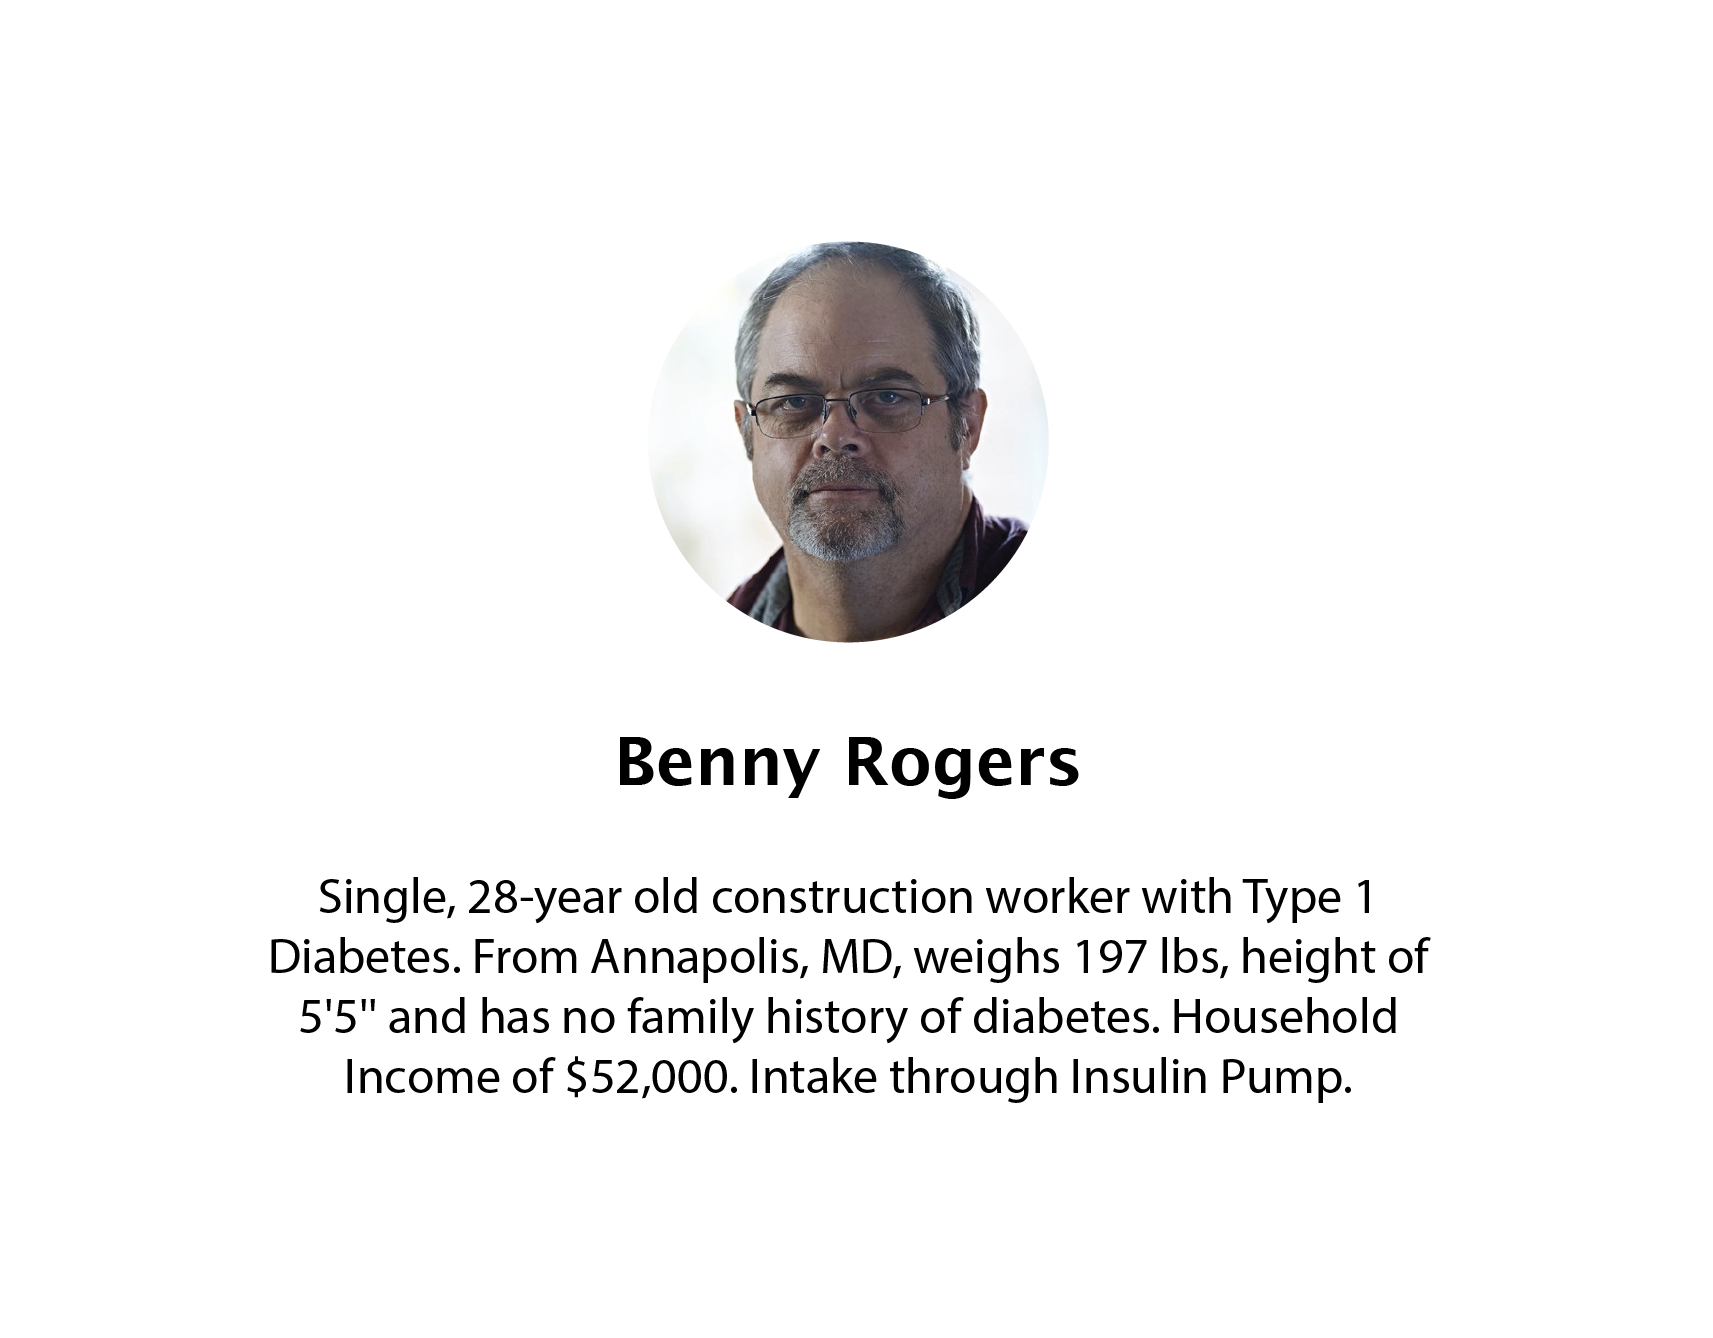 Benny Rogers
Single, 28-year old construction worker with Type 1
Diabetes. From Annapolis, MD, weighs 197 lbs, height of
5'5" and has no family history of diabetes. Household
Income of $52,000. Intake through Insulin Pump.